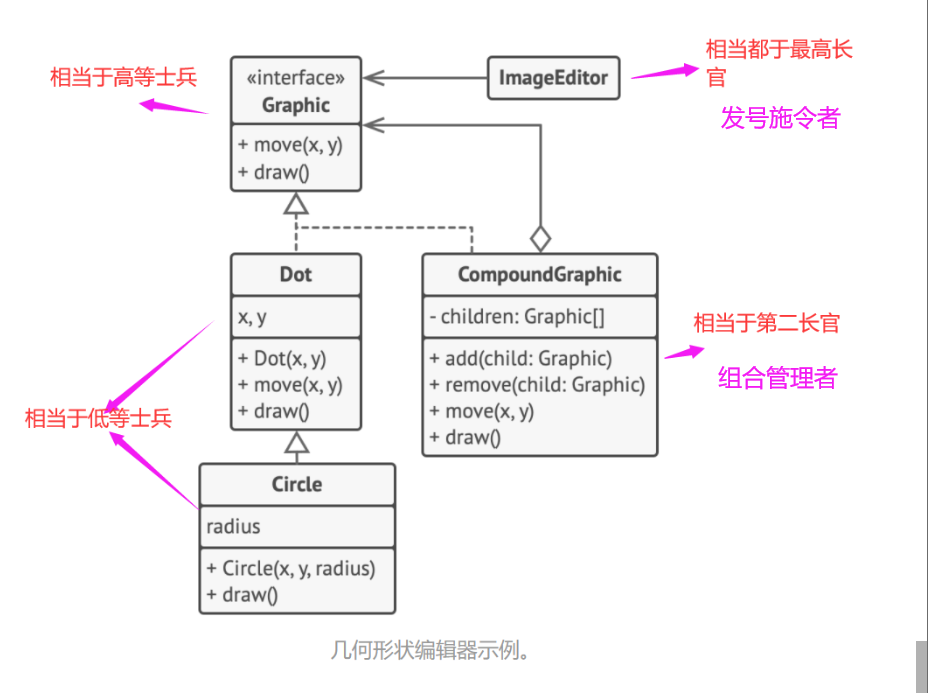 相当都于最高长
官
发号施令者
相当于高等士兵
«interface»
Graphic
+ move(x, y)
+ draw()
ImageEditor
Dot
x, y
+ Dot(x, y)
+ move(x, y)
+ draw()
CompoundGraphic
- children: Graphic[]
+ add(child: Graphic)
+ remove(child: Graphic)
+ move(x, y)
+ draw()
相当于第二长官
组合管理者
相当于低等士兵
Circle
radius
+ Circle(x, y, radius)
+ draw()
几何形状编辑器示例。